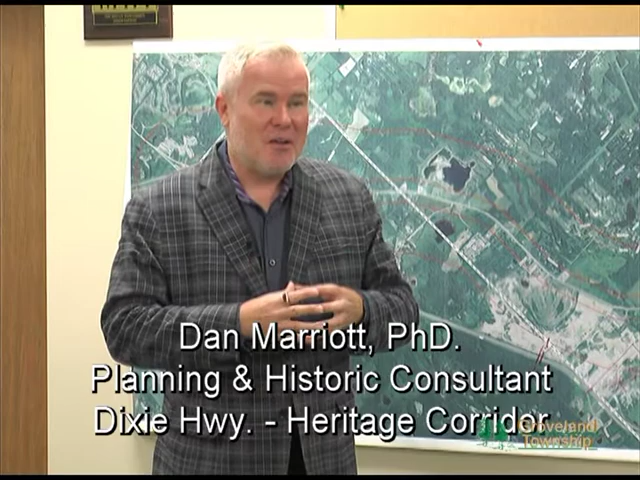 Dan Marriott, PhD.
Planning & Historic Consultant
Dixie Hwy. - Heritage Corridor
Groveland
Township